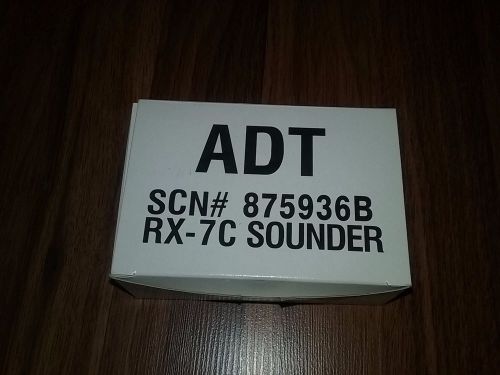 ADT
SCN# 875936B
RX-7C SOUNDER